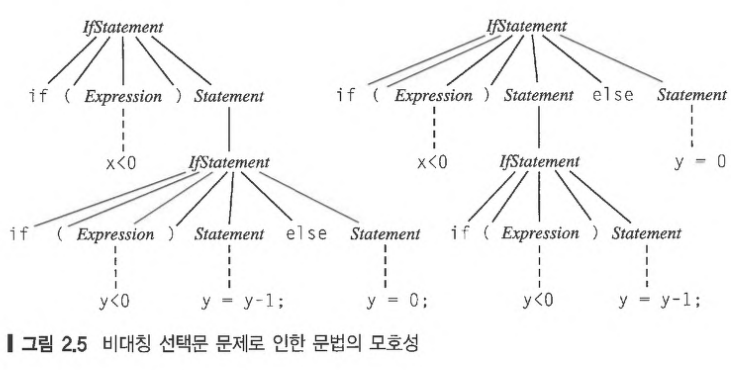 IfStatement IfStatement
if ( Expression ) Statement if ( Expression ) Statement else Statement
x<0 IfStatement x<0 IfStatement y = 0
if ( Expression ) Statement else Statement if ( Expression ) Statement
y<0 y = y-1; y = 0; y<0 y = y-1;
그림 2.5 비대칭 선택문 문제로 인한 문법의 모호성